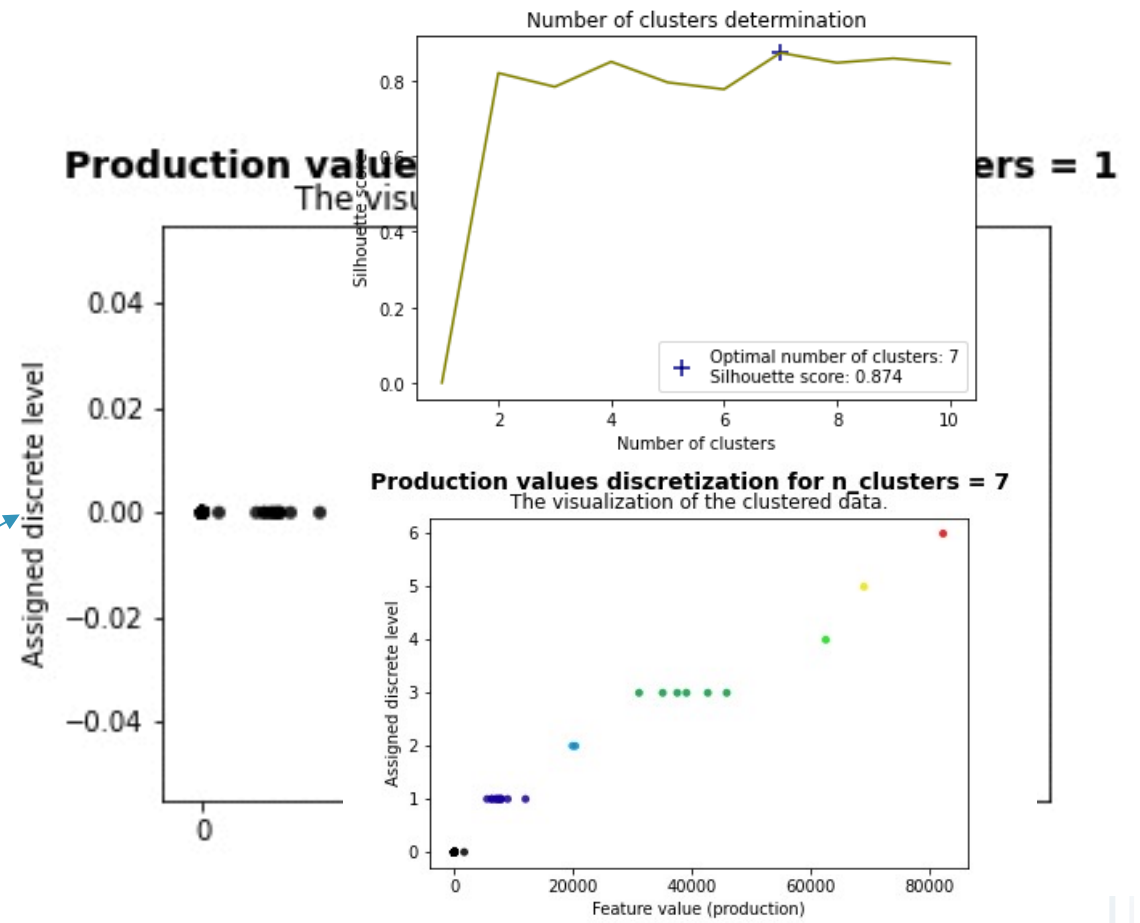 Number of clusters determination
0.8
0.6
0.4
0.2
0.0
Silhouette score
2 4 6 8 10
Number of clusters
Optimal number of clusters: 7
Silhouette score: 0.874
Production value
ers = 1
The visu
0.04
0.02
0.00
−0.02
−0.04
Assigned discrete level
0
Production values discretization for n_clusters = 7
The visualization of the clustered data.
6
5
4
3
2
1
0
Assigned discrete level
0 20000 40000 60000 80000
Feature value (production)